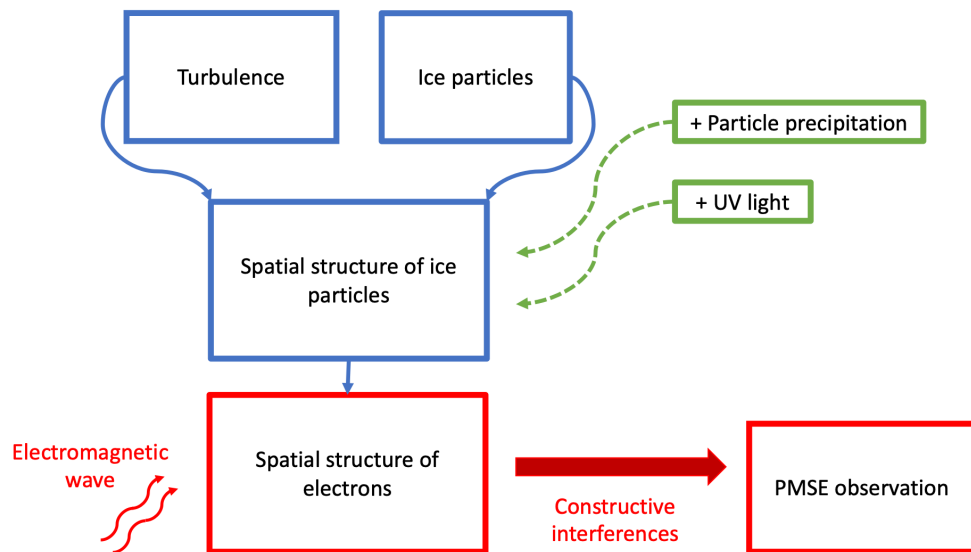 Turbulence
Ice particles
+ Particle precipitation
+ UV light
Spatial structure of ice
particles
Electromagnetic
wave
Spatial structure of
electrons
Constructive
interferences
PMSE observation